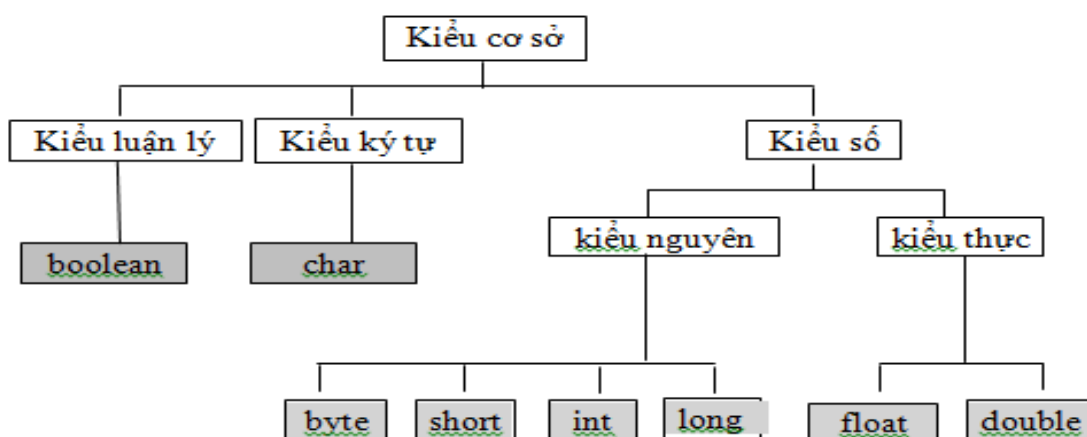 Kiểu cơ sở
Kiểu luận lý
Kiểu ký tự
Kiểu số
kiểu nguyên
kiểu thực
boolean
char
byte
short
int
long
float
double